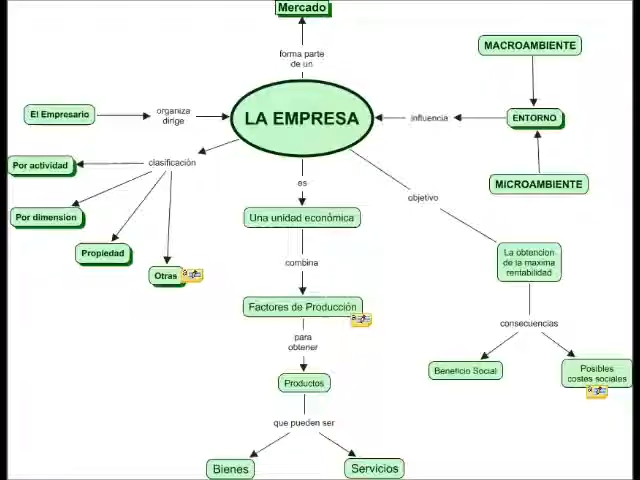 Mercado
forma parte
de un
MACROAMBIENTE
El Empresario
organiza
dirige
LA EMPRESA
influencia
ENTORNO
Por actividad
clasificación
es
MICROAMBIENTE
objetivo
Por dimension
Una unidad económica
Propiedad
Otras
combina
La obtencion
de la maxima
rentabilidad
Factores de Producción
consecuencias
para
obtener
Beneficio Social
Posibles
costes sociales
Productos
que pueden ser
Bienes
Servicios